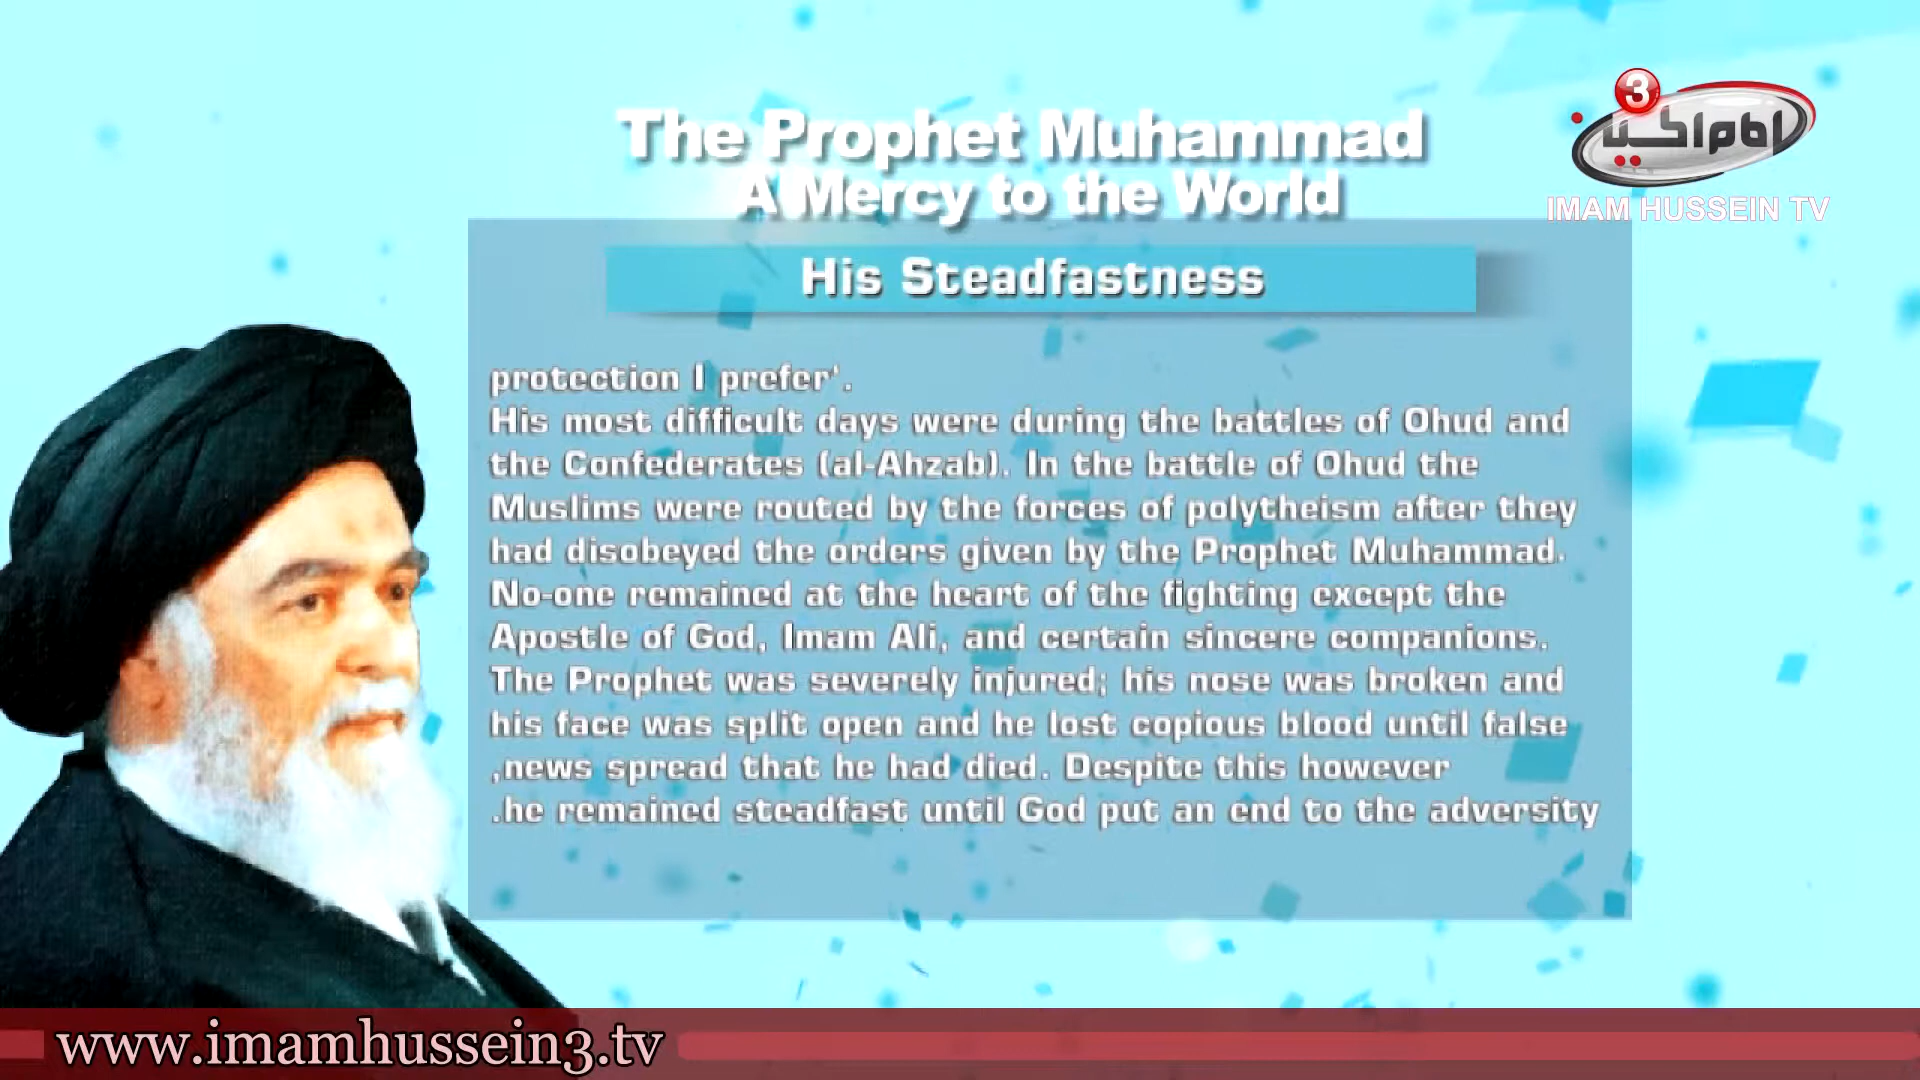 The Prophet Muhammad
A Mercy to the World
3
امام حسین
IMAM HUSSEIN TV
His Steadfastness
protection I prefer'.
His most difficult days were during the battles of Ohud and
the Confederates (al-Ahzab). In the battle of Ohud the
Muslims were routed by the forces of polytheism after they
had disobeyed the orders given by the Prophet Muhammad.
No-one remained at the heart of the fighting except the
Apostle of God, Imam Ali, and certain sincere companions.
The Prophet was severely injured; his nose was broken and
his face was split open and he lost copious blood until false
,news spread that he had died. Despite this however
.he remained steadfast until God put an end to the adversity
www.imamhussein3.tv